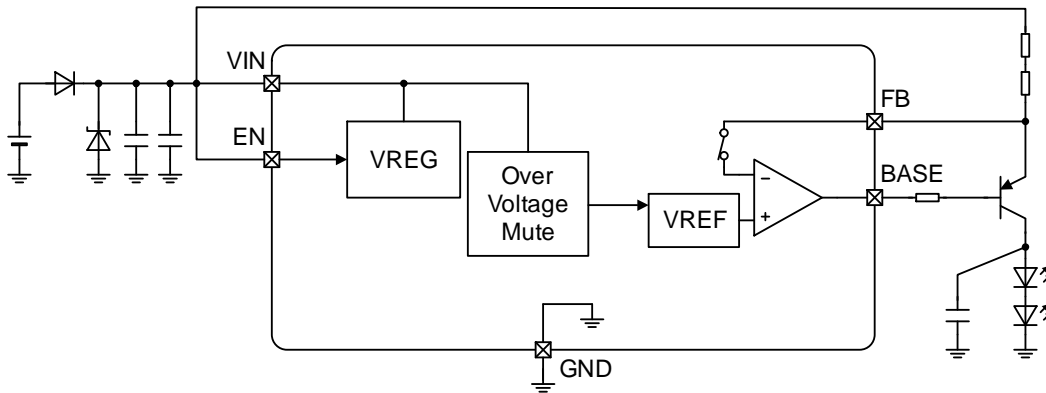 VIN
EN
VREG
Over
Voltage
Mute
VREF
−
+
FB
BASE
GND